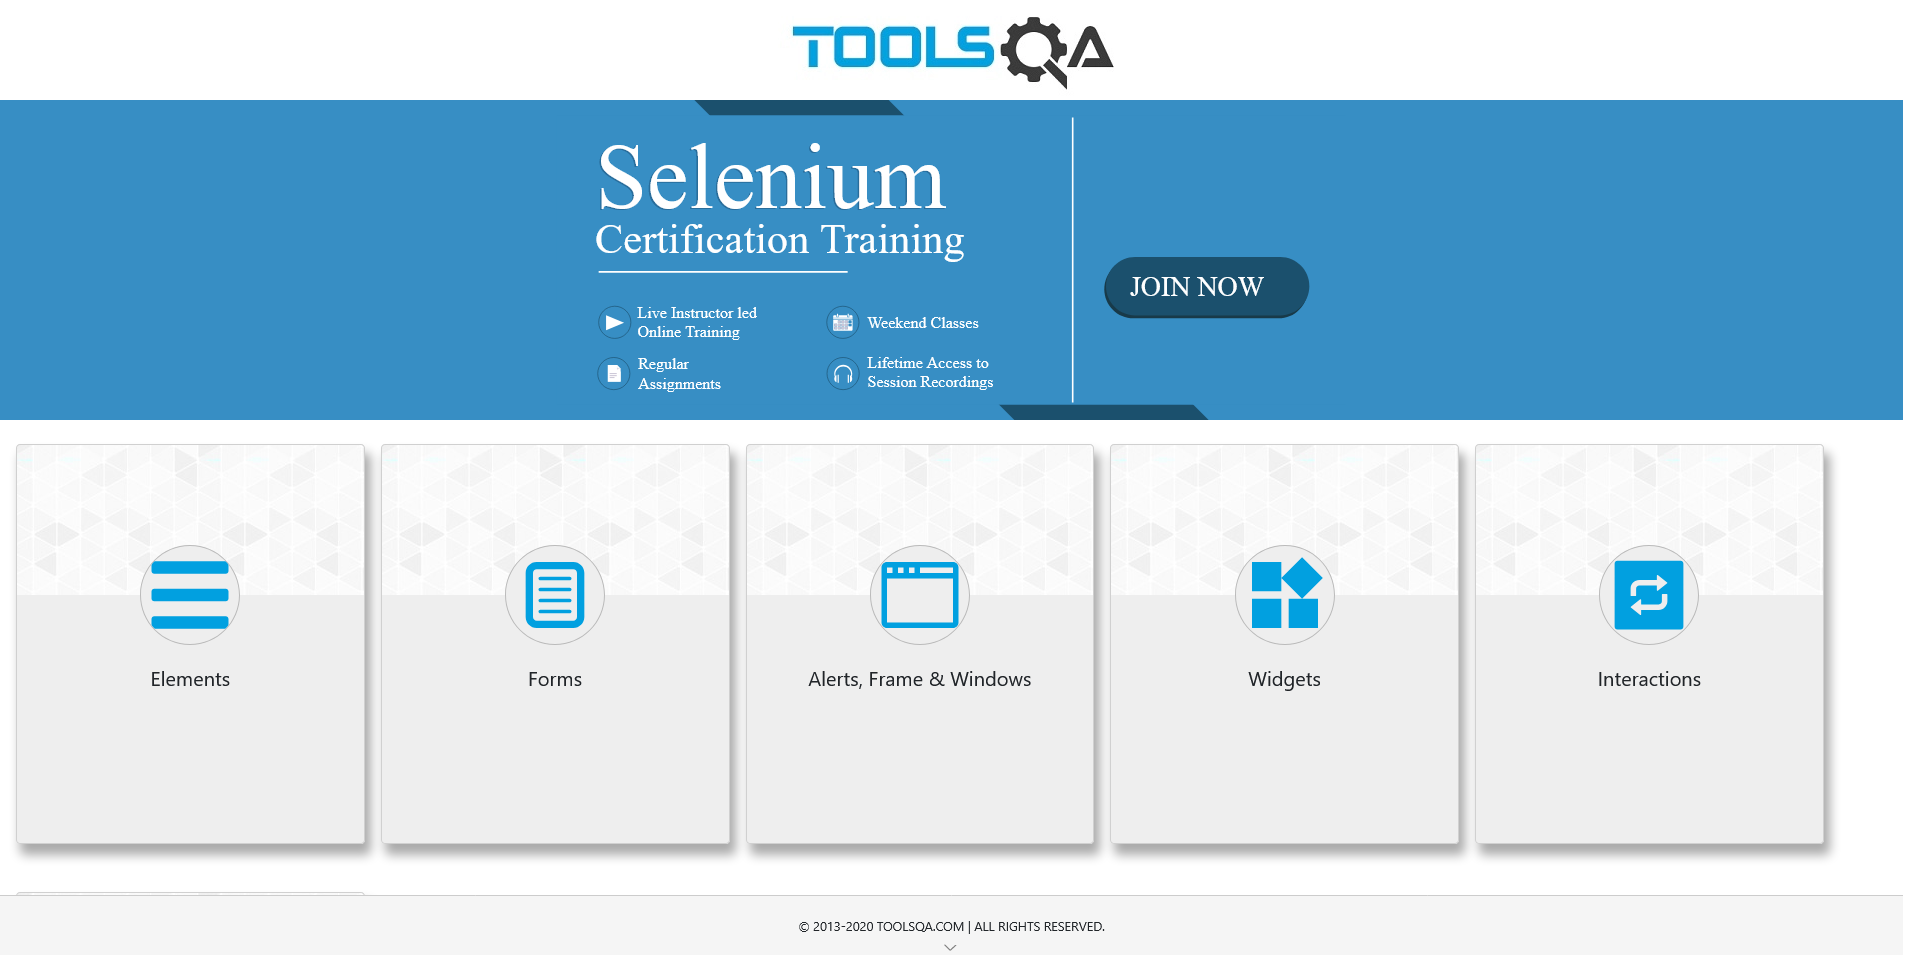 TOOLSQA
Selenium
Certification Training
JOIN NOW
Live Instructor led
Online Training
Weekend Classes
Regular
Assignments
Lifetime Access to
Session Recordings
Elements
Forms
Alerts, Frame & Windows
Widgets
Interactions
© 2013-2020 TOOLSQA.COM | ALL RIGHTS RESERVED.